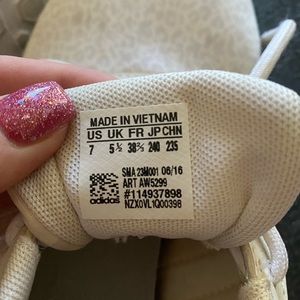 MADE IN VIETNAM
US UK FR JP CHN
7 5½ 38⅔ 240 235
SMA 23M001 06/16
ART AW5299
#114937898
adidas NZX0VL1Q00398